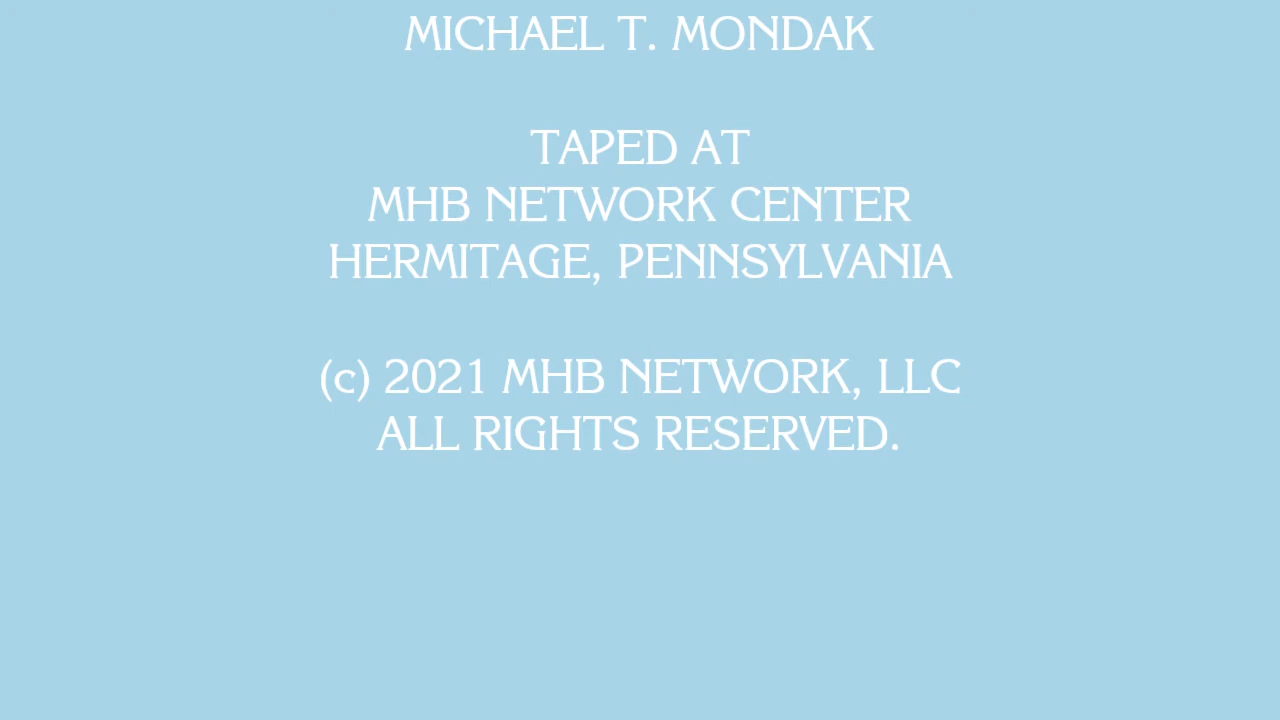 MICHAEL T. MONDAK
TAPED AT
MHB NETWORK CENTER
HERMITAGE, PENNSYLVANIA
(c) 2021 MHB NETWORK, LLC
ALL RIGHTS RESERVED.